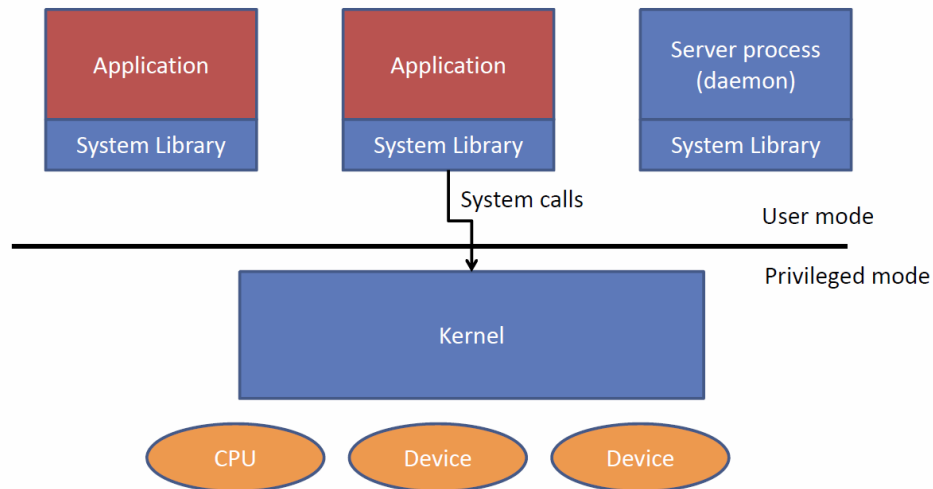 Application
Application
Server process
(daemon)
System Library
System Library
System Library
System calls
User mode
Privileged mode
Kernel
CPU
Device
Device